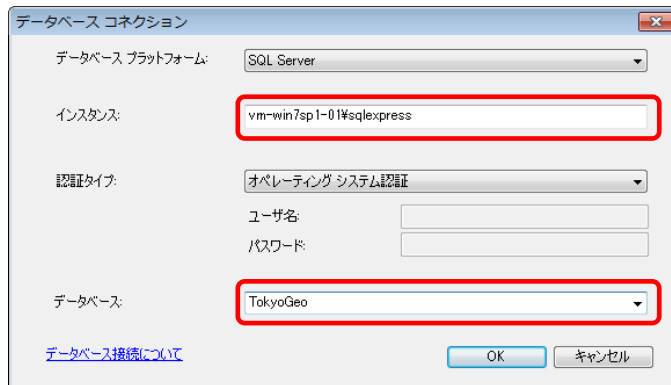 データベース コネクション
データベース プラットフォーム: SQL Server
インスタンス: vm-win7sp1-01¥sqlexpress
認証タイプ: オペレーティング システム認証
ユーザ名:
パスワード:
データベース: TokyoGeo
データベース接続について OK キャンセル